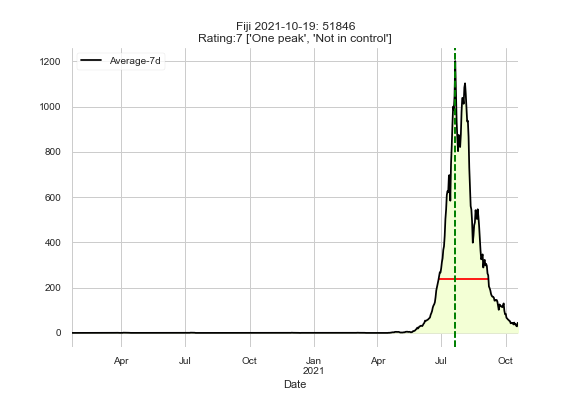 Fiji 2021-10-19: 51846
Rating:7 ['One peak', 'Not in control']
Average-7d
1200
1000
800
600
400
200
0
Apr Jul Oct Jan Apr Jul Oct
2021
Date